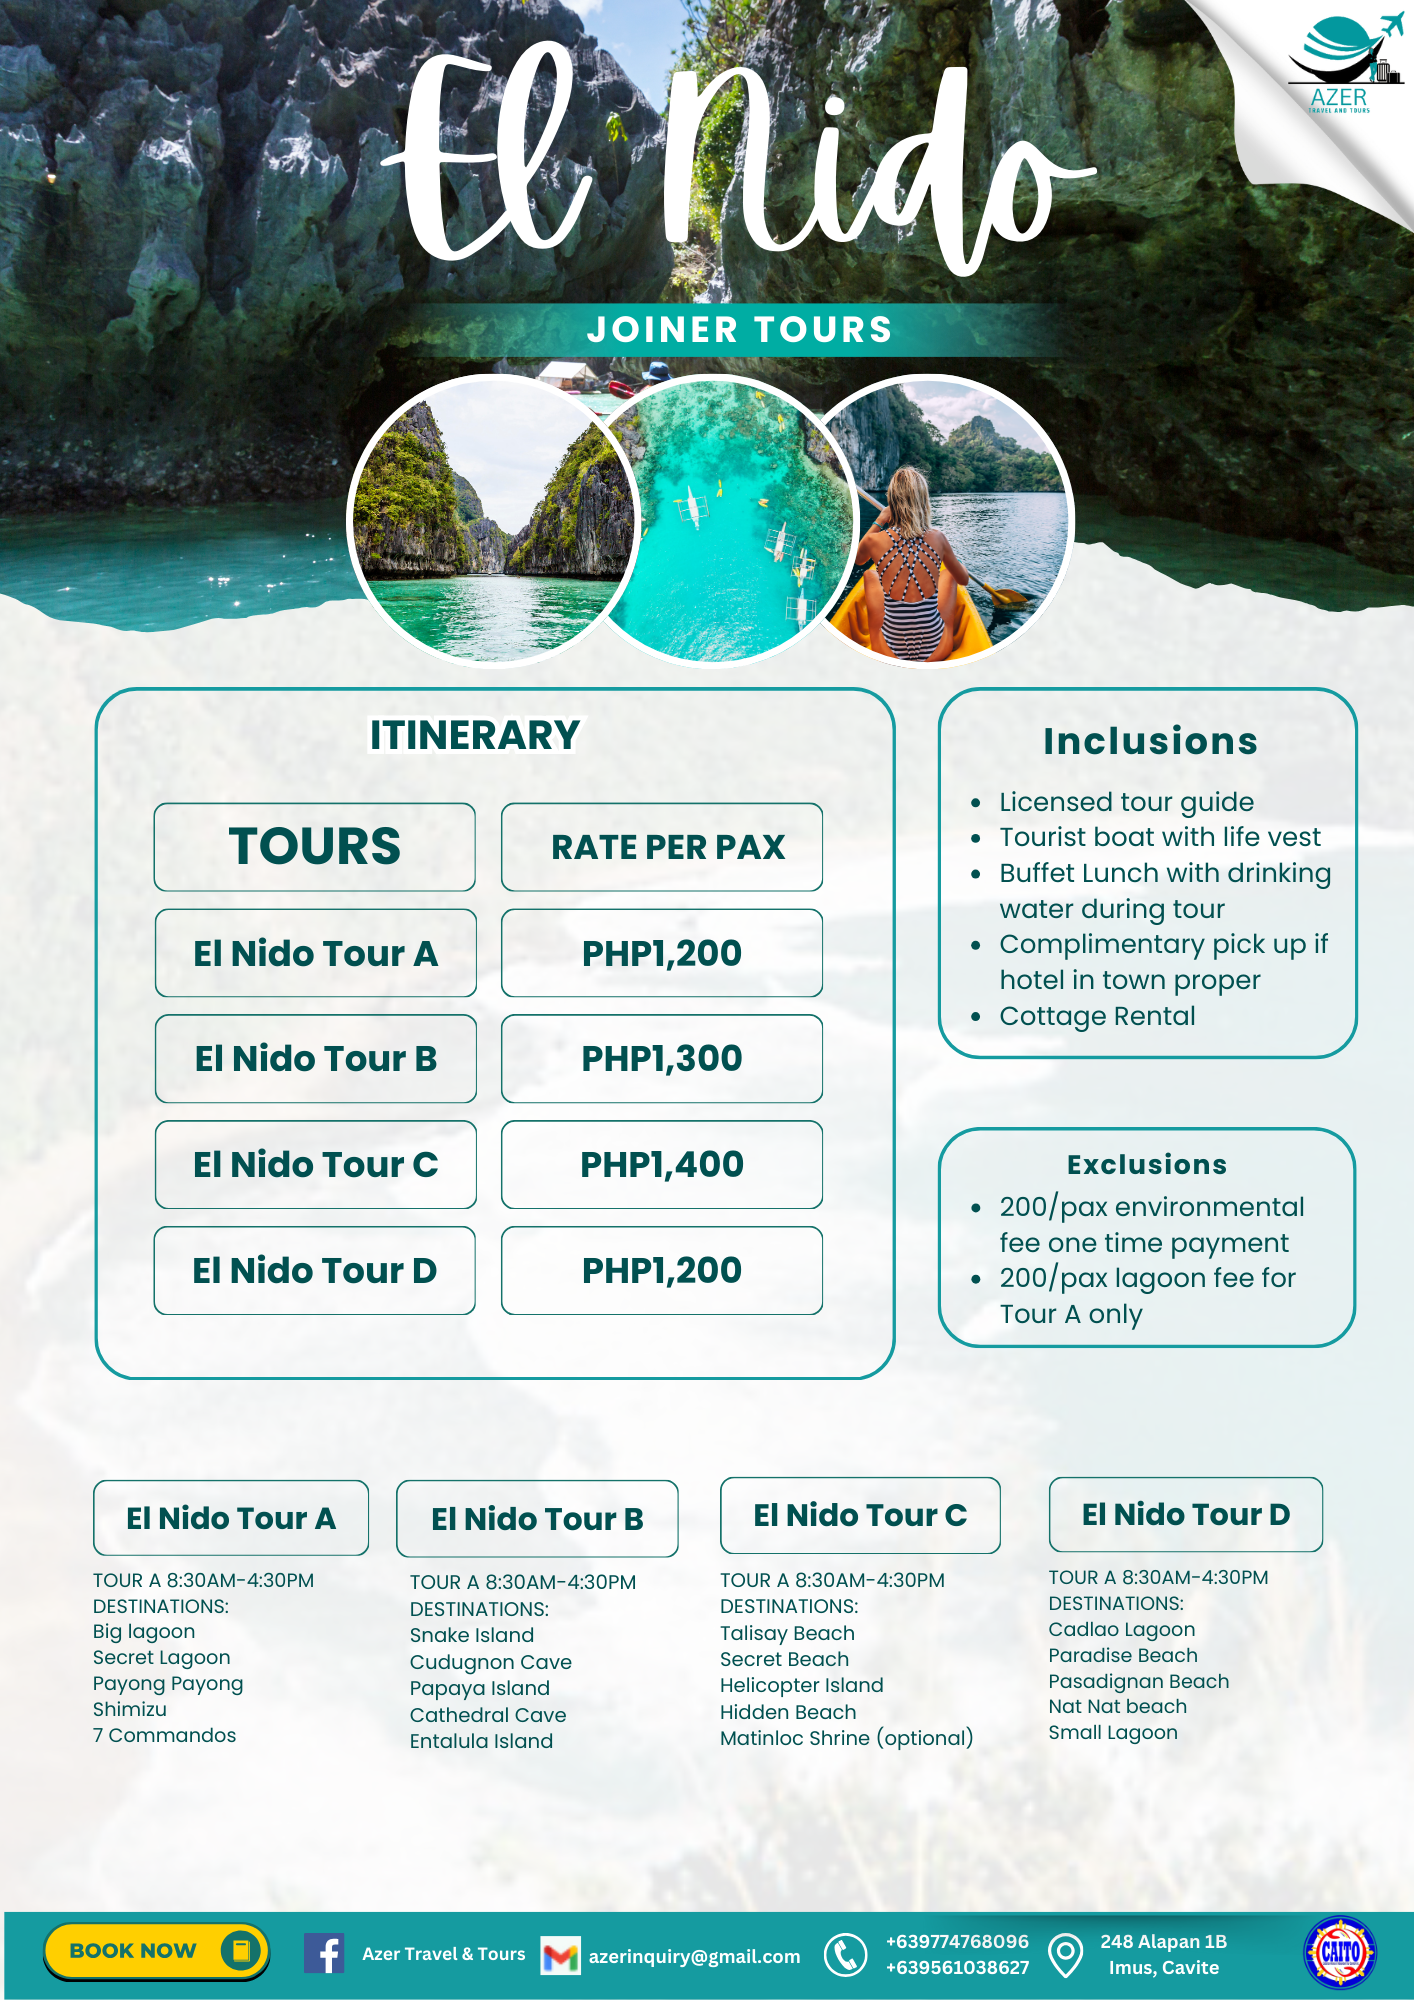 El Nido
AZER
TRAVEL AND TOURS
JOINER TOURS
ITINERARY
TOURS
RATE PER PAX
El Nido Tour A
PHP1,200
El Nido Tour B
PHP1,300
El Nido Tour C
PHP1,400
El Nido Tour D
PHP1,200
Inclusions
• Licensed tour guide
• Tourist boat with life vest
• Buffet Lunch with drinking
water during tour
• Complimentary pick up if
hotel in town proper
• Cottage Rental
Exclusions
• 200/pax environmental
fee one time payment
• 200/pax lagoon fee for
Tour A only
El Nido Tour A
TOUR A 8:30AM-4:30PM
DESTINATIONS:
Big lagoon
Secret Lagoon
Payong Payong
Shimizu
7 Commandos
El Nido Tour B
TOUR A 8:30AM-4:30PM
DESTINATIONS:
Snake Island
Cudugnon Cave
Papaya Island
Cathedral Cave
Entalula Island
El Nido Tour C
TOUR A 8:30AM-4:30PM
DESTINATIONS:
Talisay Beach
Secret Beach
Helicopter Island
Hidden Beach
Matinloc Shrine (optional)
El Nido Tour D
TOUR A 8:30AM-4:30PM
DESTINATIONS:
Cadlao Lagoon
Paradise Beach
Pasadignan Beach
Nat Nat beach
Small Lagoon
BOOK NOW
Azer Travel & Tours
azerinquiry@gmail.com
+639774768096
+639561038627
248 Alapan 1B
Imus, Cavite
CAITO